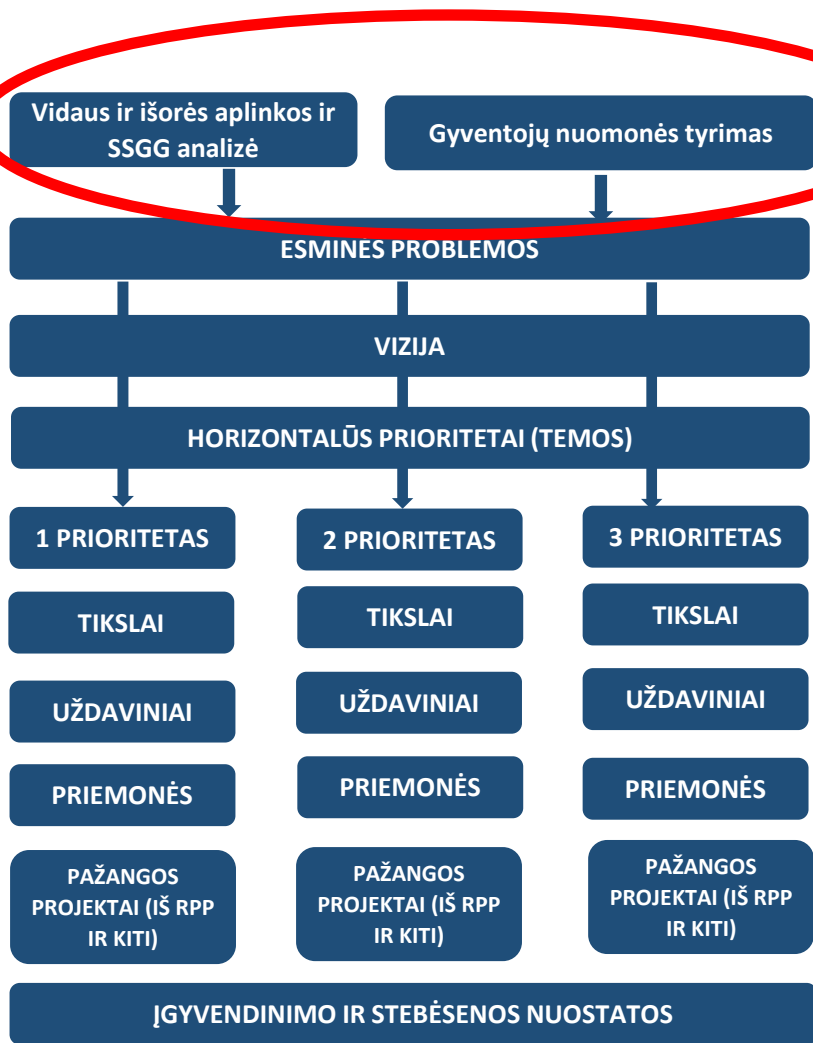 Vidaus ir išorės aplinkos ir
SSGG analizė
Gyventojų nuomonės tyrimas
ESMINĖS PROBLEMOS
VIZIJA
HORIZONTALŪS PRIORITETAI (TEMOS)
1 PRIORITETAS
2 PRIORITETAS
3 PRIORITETAS
TIKSLAI
TIKSLAI
TIKSLAI
UŽDAVINIAI
UŽDAVINIAI
UŽDAVINIAI
PRIEMONĖS
PRIEMONĖS
PRIEMONĖS
PAŽANGOS
PROJEKTAI (IŠ RPP
IR KITI)
PAŽANGOS
PROJEKTAI (IŠ RPP
IR KITI)
PAŽANGOS
PROJEKTAI (IŠ RPP
IR KITI)
ĮGYVENDINIMO IR STEBĖSENOS NUOSTATOS